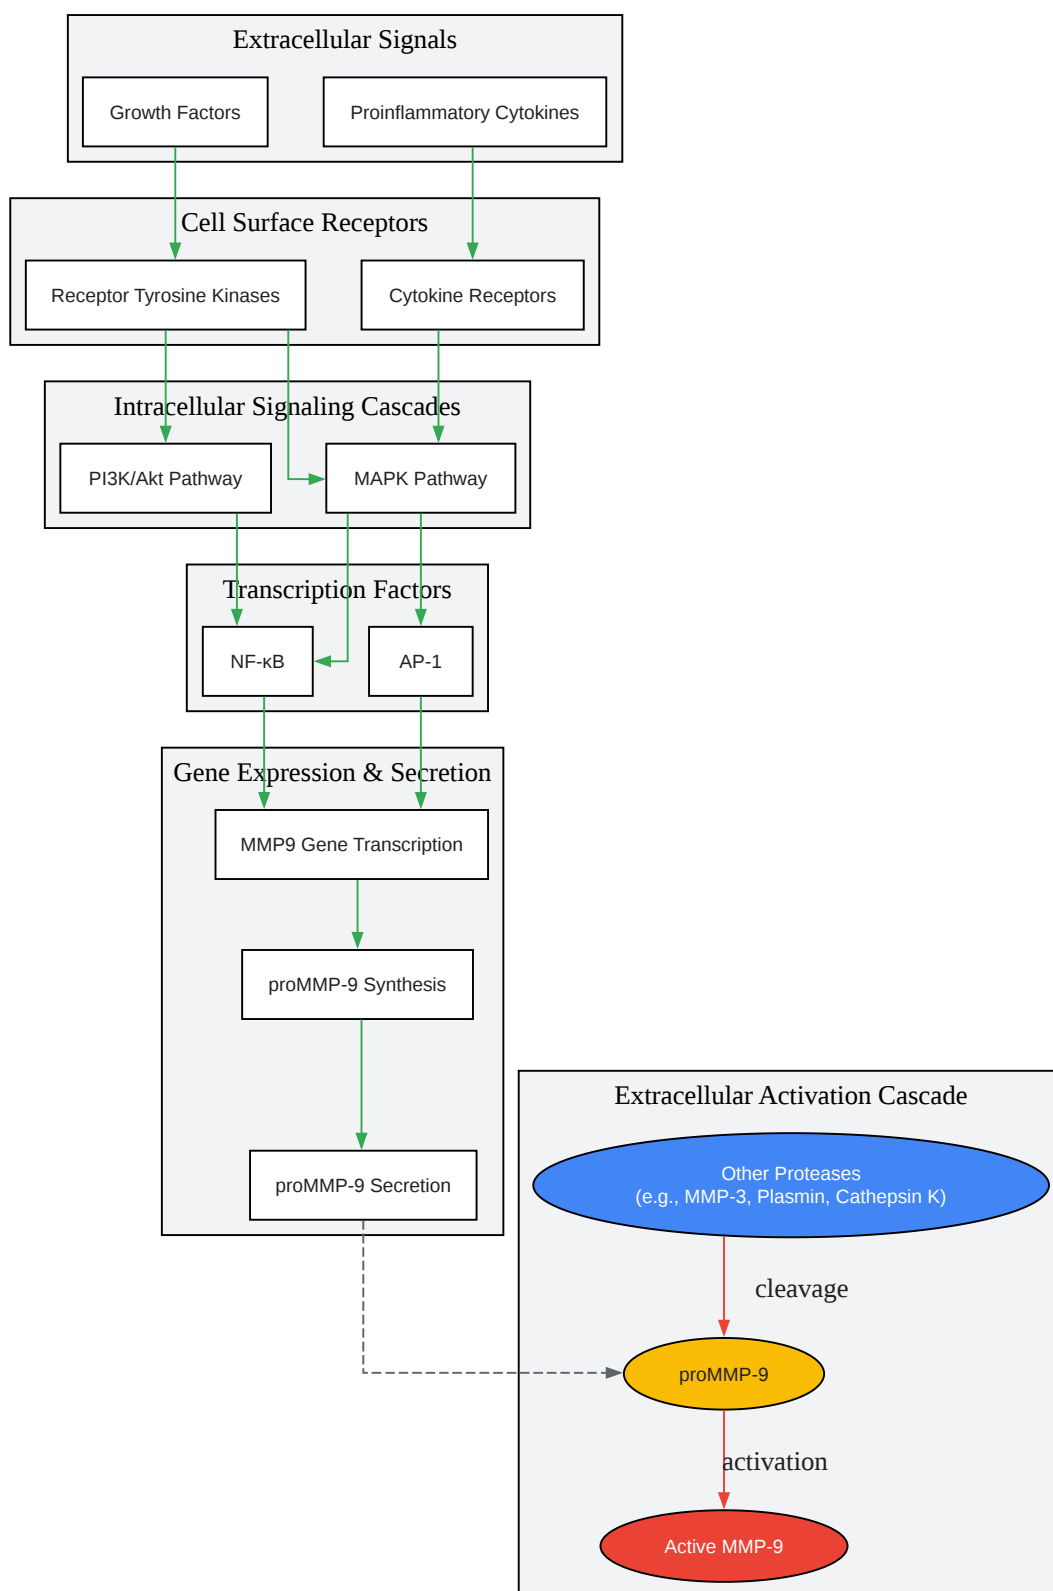 Extracellular Signals
Growth Factors
Proinflammatory Cytokines
Cell Surface Receptors
Receptor Tyrosine Kinases
Cytokine Receptors
Intracellular Signaling Cascades
PI3K/Akt Pathway
MAPK Pathway
Transcription Factors
NF-κB
AP-1
Gene Expression & Secretion
MMP9 Gene Transcription
proMMP-9 Synthesis
proMMP-9 Secretion
Extracellular Activation Cascade
Other Proteases
(e.g., MMP-3, Plasmin, Cathepsin K)
cleavage
proMMP-9
activation
Active MMP-9